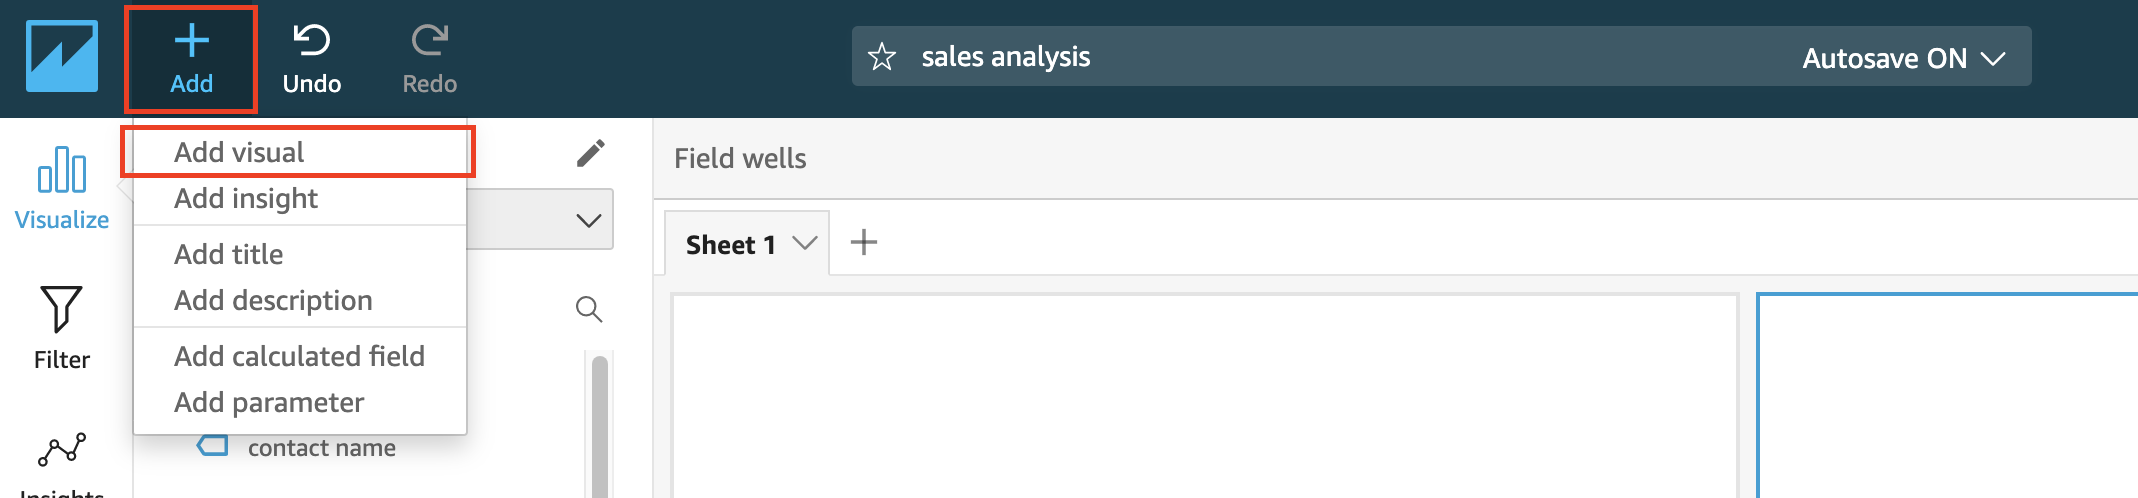 Add
Undo
Redo
sales analysis
Autosave ON
Visualize
Filter
Insights
Add visual
Add insight
Add title
Add description
Add calculated field
Add parameter
contact name
Field wells
Sheet 1